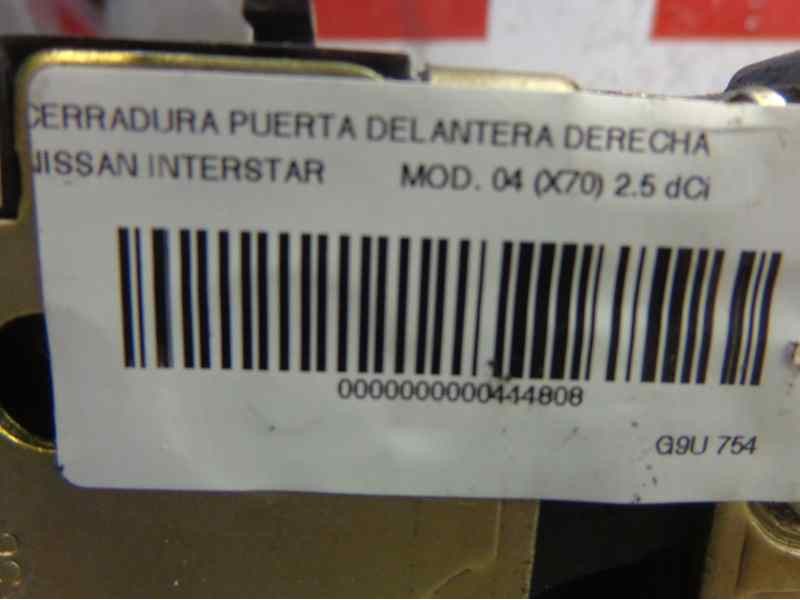 CERRADURA PUERTA DELANTERA DERECHA
NISSAN INTERSTAR MOD. 04 (X70) 2.5 dCi
0000000000444808
G9U 754